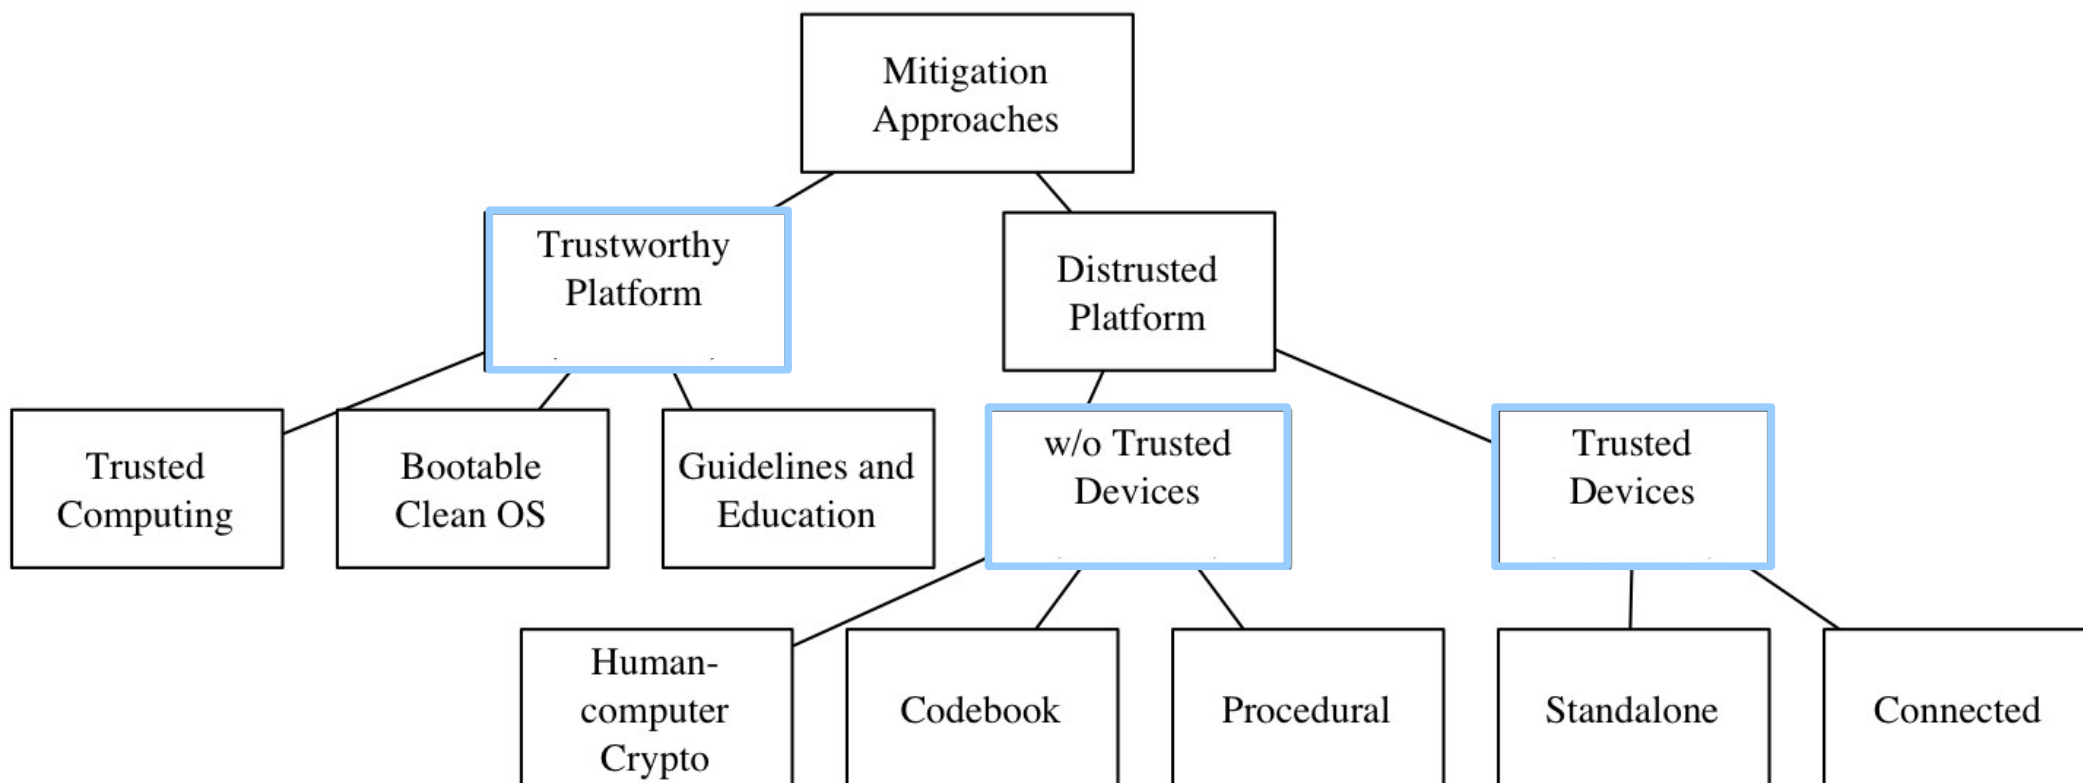 Mitigation
Approaches
Trustworthy
Platform
Distrusted
Platform
Trusted
Computing
Bootable
Clean OS
Guidelines and
Education
w/o Trusted
Devices
Trusted
Devices
Human-
computer
Crypto
Codebook
Procedural
Standalone
Connected